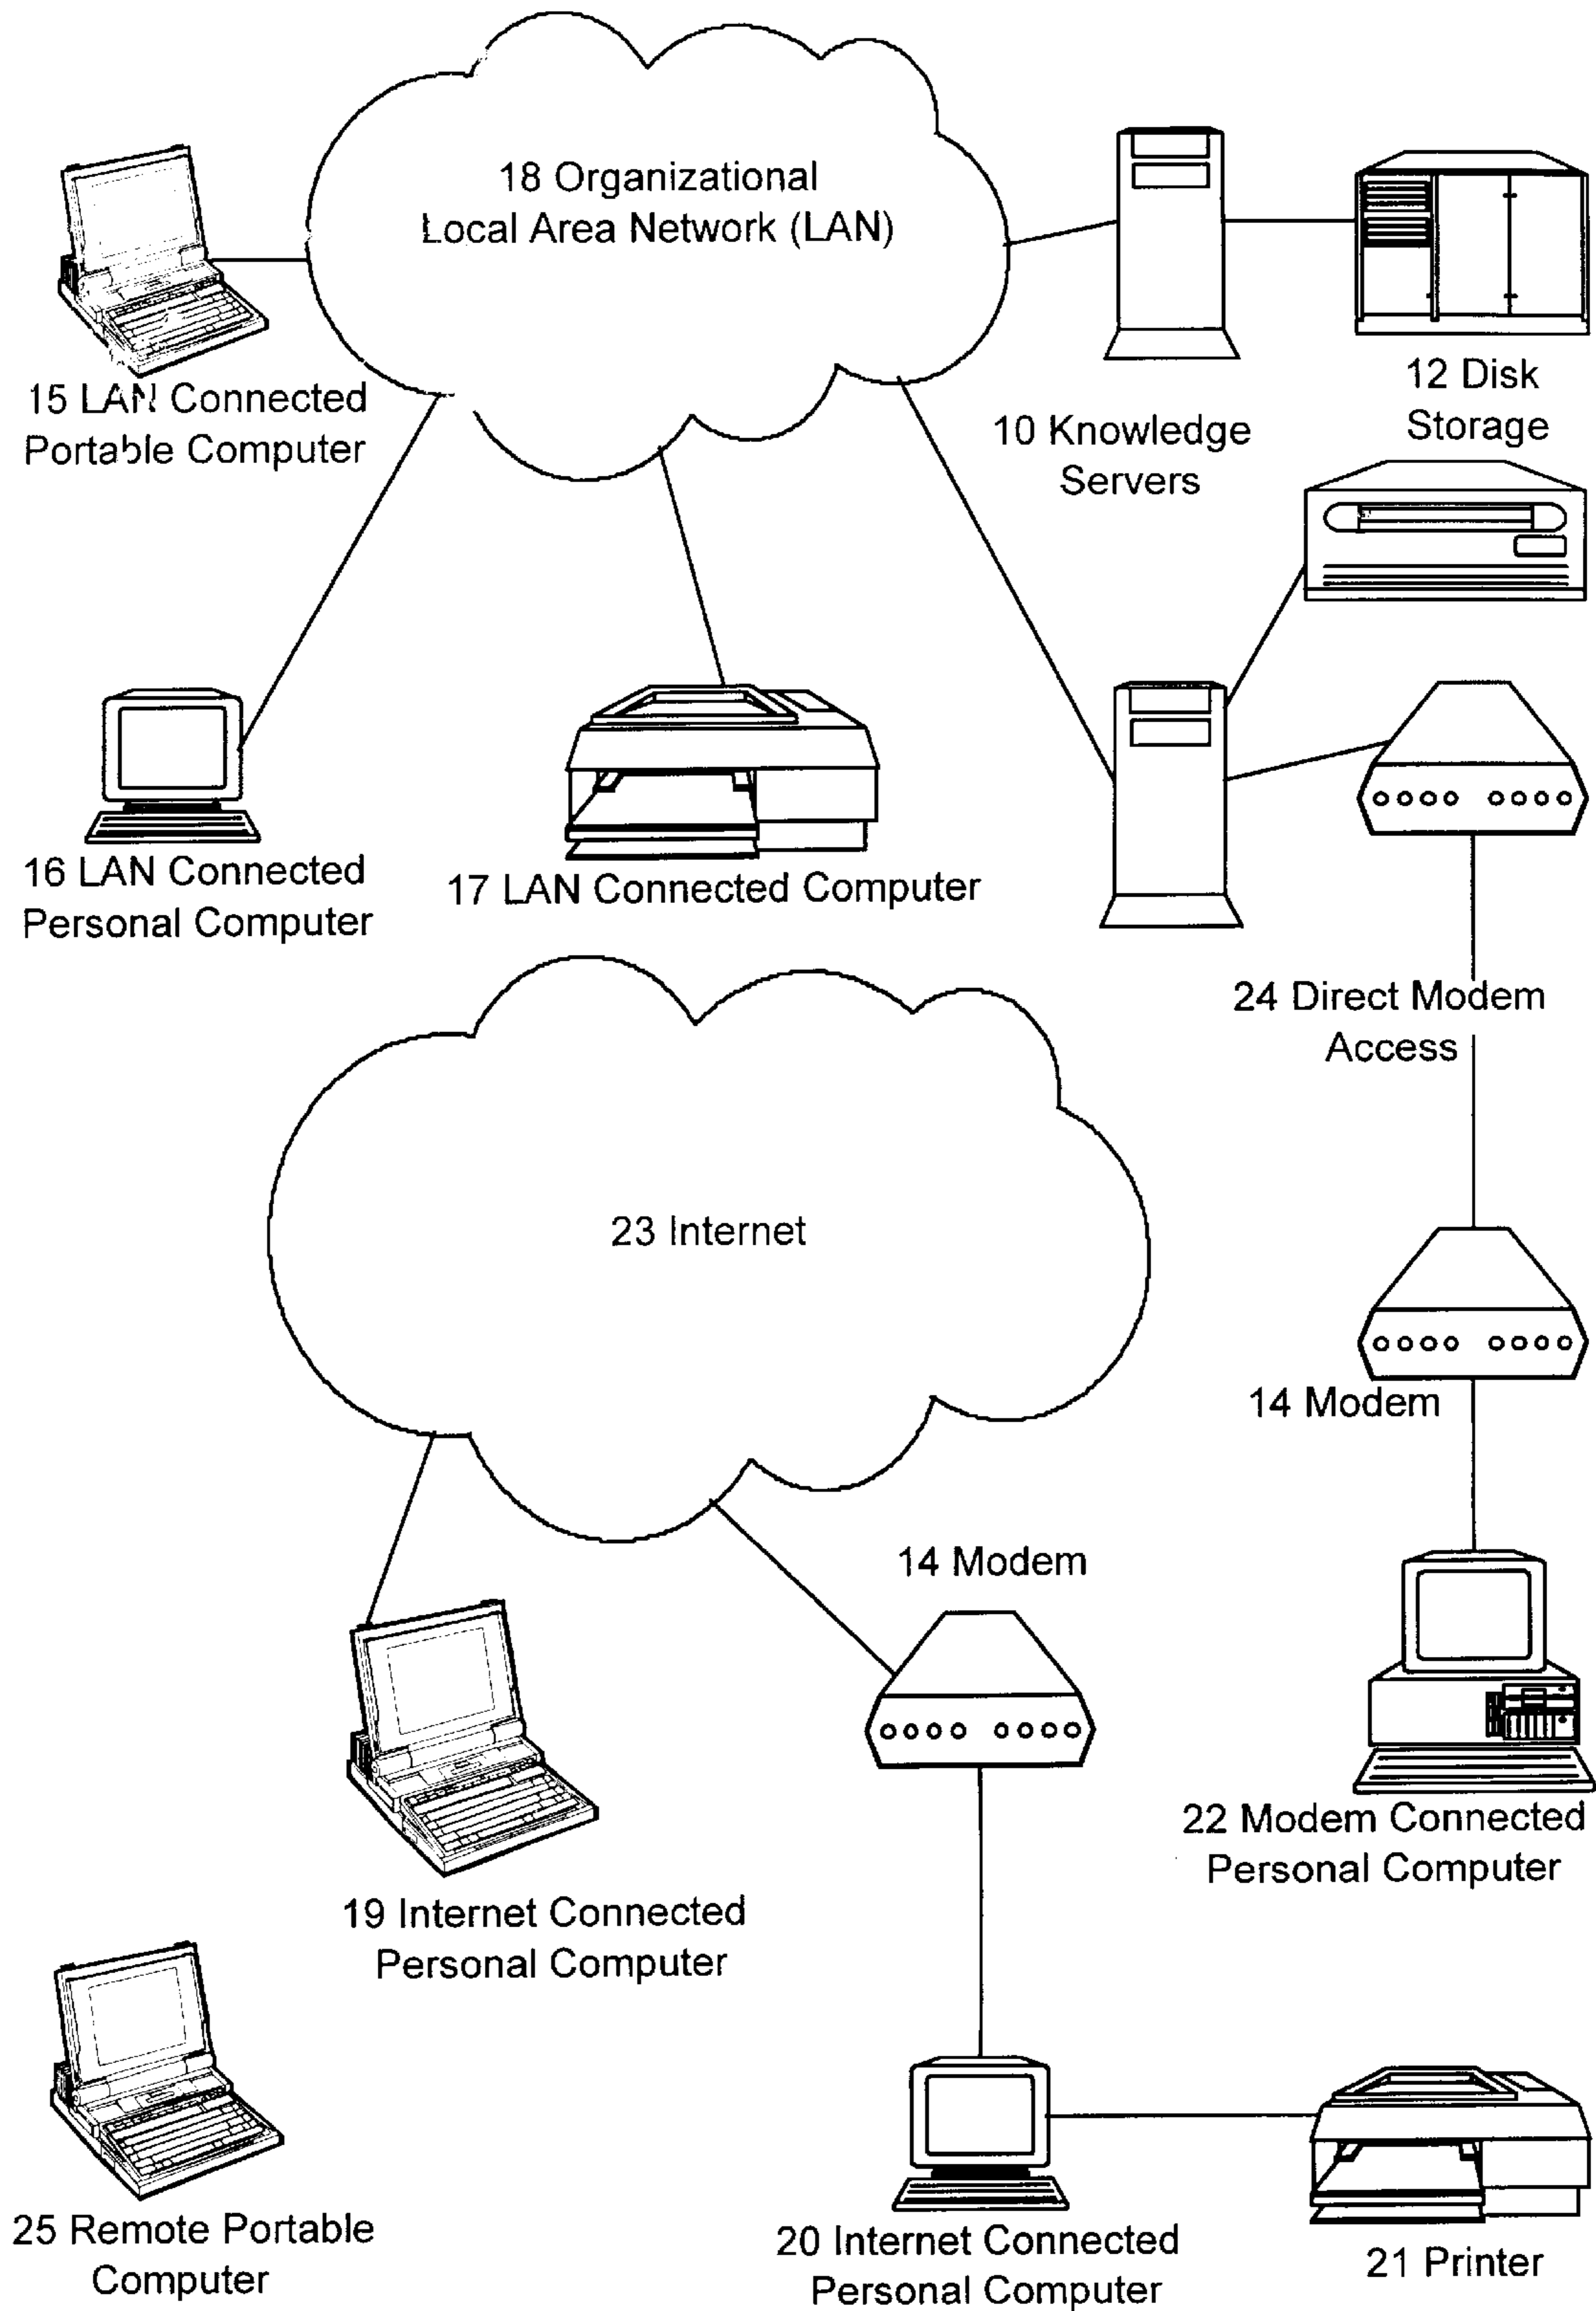 18 Organizational
Local Area Network (LAN)
15 LAN Connected
Portable Computer
10 Knowledge
Servers
12 Disk
Storage
16 LAN Connected
Personal Computer
17 LAN Connected Computer
24 Direct Modem
Access
23 Internet
14 Modem
14 Modem
22 Modem Connected
Personal Computer
19 Internet Connected
Personal Computer
25 Remote Portable
Computer
20 Internet Connected
Personal Computer
21 Printer